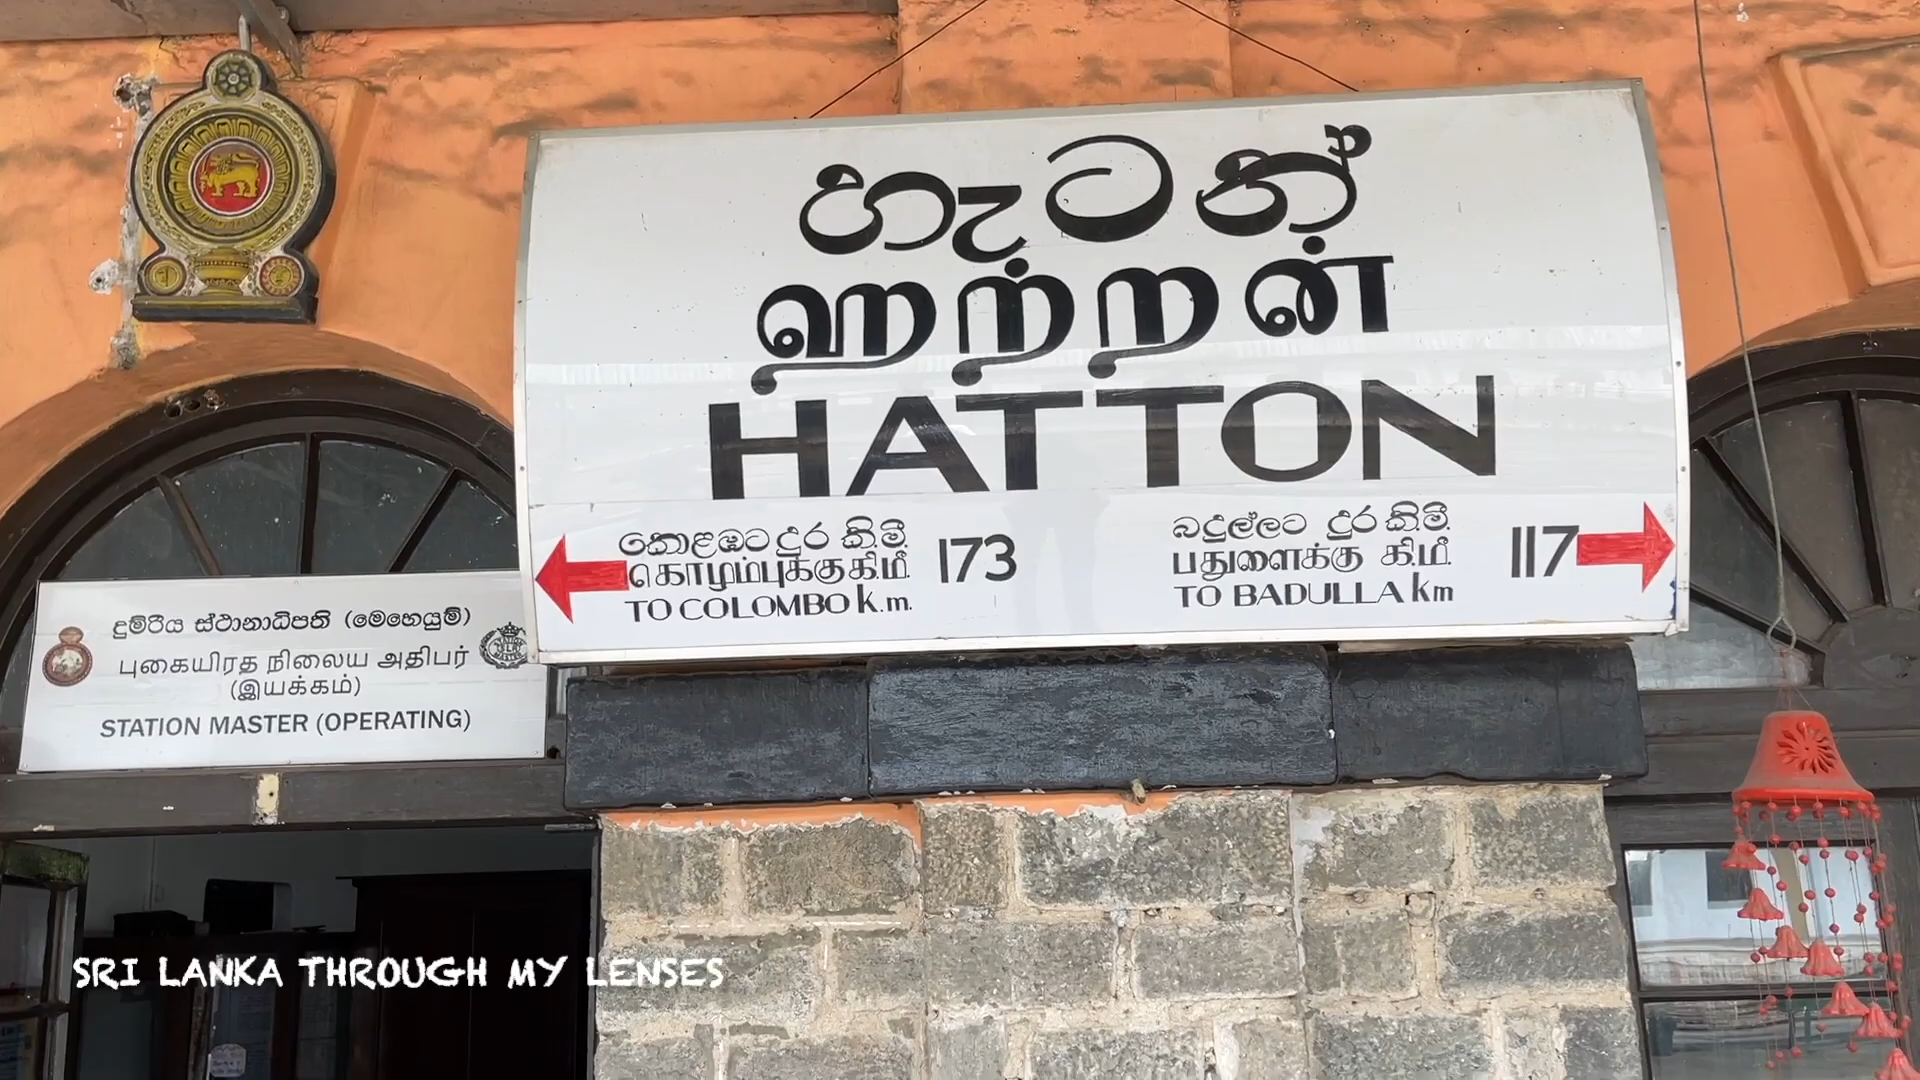 හැටන්
ஹற்றன்
HATTON
කොළඹට දුර කි.මී.
கொழும்புக்கு கி.மீ.
TO COLOMBO k.m.
173
බදුල්ලට දුර කි.මී.
பதுளைக்கு கி.மீ.
TO BADULLA km
117
දුම්රිය ස්ථානාධිපති (මෙහෙයුම්)
புகையிரத நிலைய அதிபர்
(இயக்கம்)
STATION MASTER (OPERATING)
SRI LANKA THROUGH MY LENSES